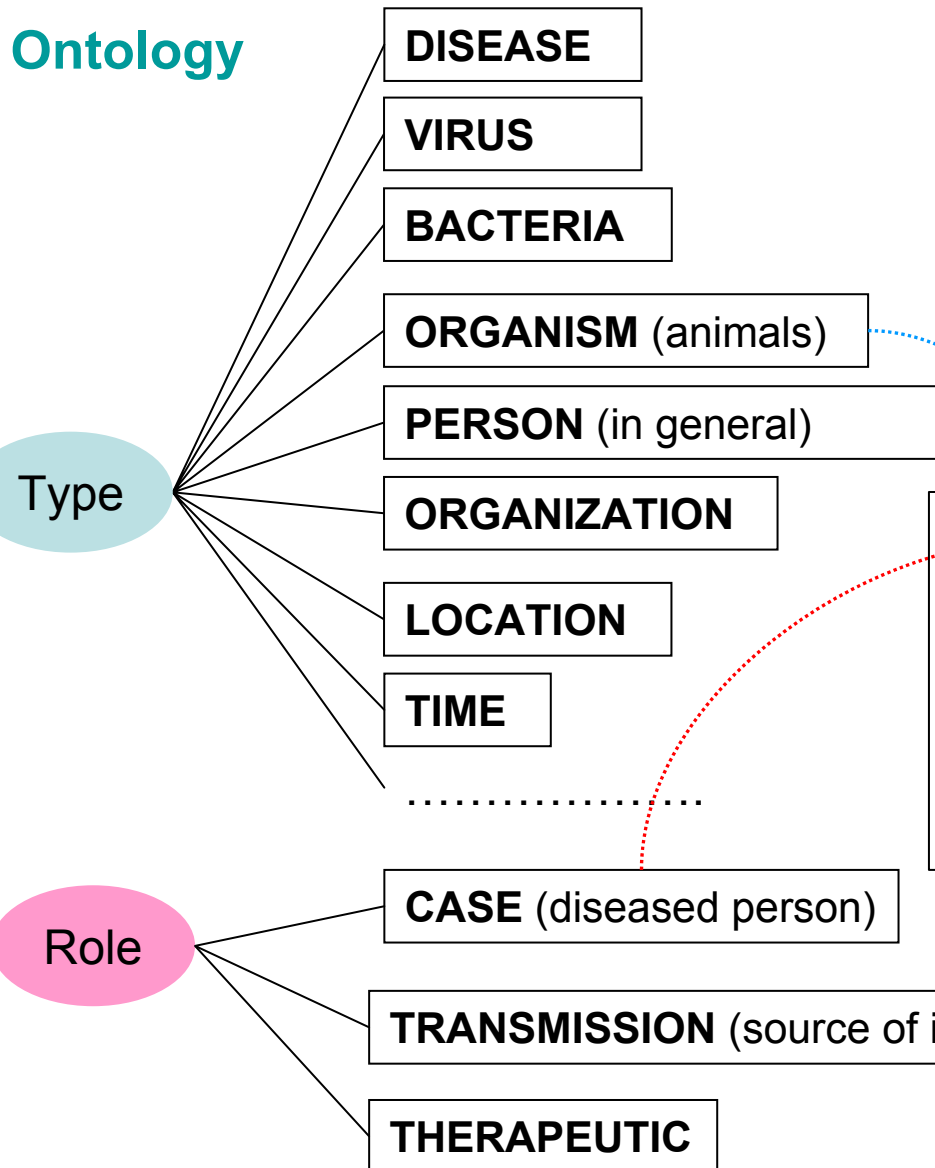 Ontology
DISEASE
VIRUS
BACTERIA
ORGANISM (animals)
PERSON (in general)
Type
ORGANIZATION
LOCATION
TIME
...................
CASE (diseased person)
Role
TRANSMISSION (source of
THERAPEUTIC